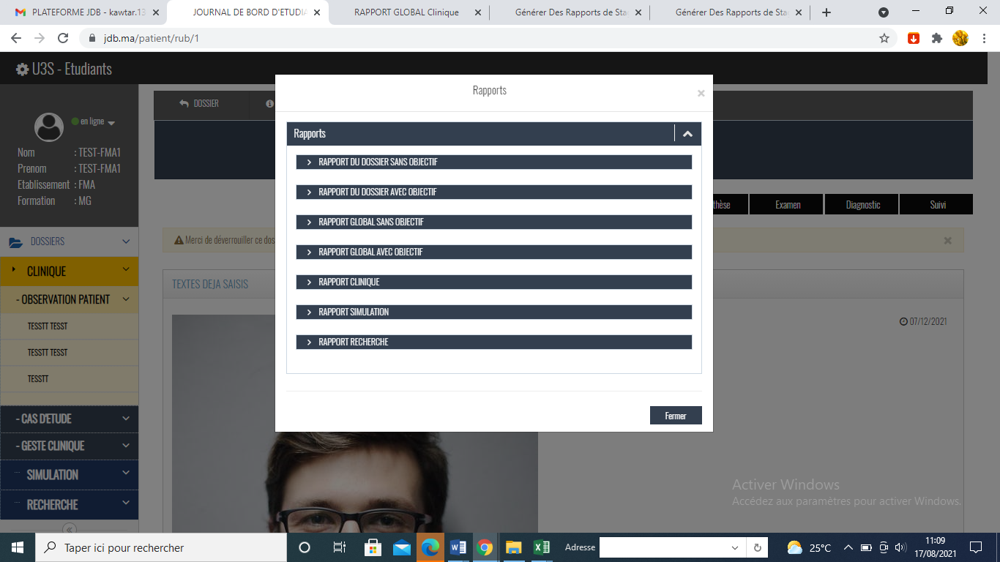 PLATEFORME JDB - kawtar.13
JOURNAL DE BORD D'ETUDIA
RAPPORT GLOBAL Clinique
Générer Des Rapports de Sta
Générer Des Rapports de Sta
jdb.ma/patient/rub/1
U3S - Etudiants
Rapports
en ligne
Nom : TEST-FMA1
Prenom : TEST-FMA1
Etablissement : FMA
Formation : MG
DOSSIER
Rapports
RAPPORT DU DOSSIER SANS OBJECTIF
RAPPORT DU DOSSIER AVEC OBJECTIF
RAPPORT GLOBAL SANS OBJECTIF
RAPPORT GLOBAL AVEC OBJECTIF
RAPPORT CLINIQUE
RAPPORT SIMULATION
RAPPORT RECHERCHE
Fermer
thèse
Examen
Diagnostic
Suivi
Merci de déverrouiller ce dos
TEXTES DEJA SAISIS
07/12/2021
DOSSIERS
CLINIQUE
- OBSERVATION PATIENT
TESSTT TESST
TESSTT TESST
TESSTT
- CAS D'ETUDE
- GESTE CLINIQUE
SIMULATION
RECHERCHE
Activer Windows
Accédez aux paramètres pour activer Windows.
Taper ici pour rechercher
Adresse
25°C
11:09
17/08/2021